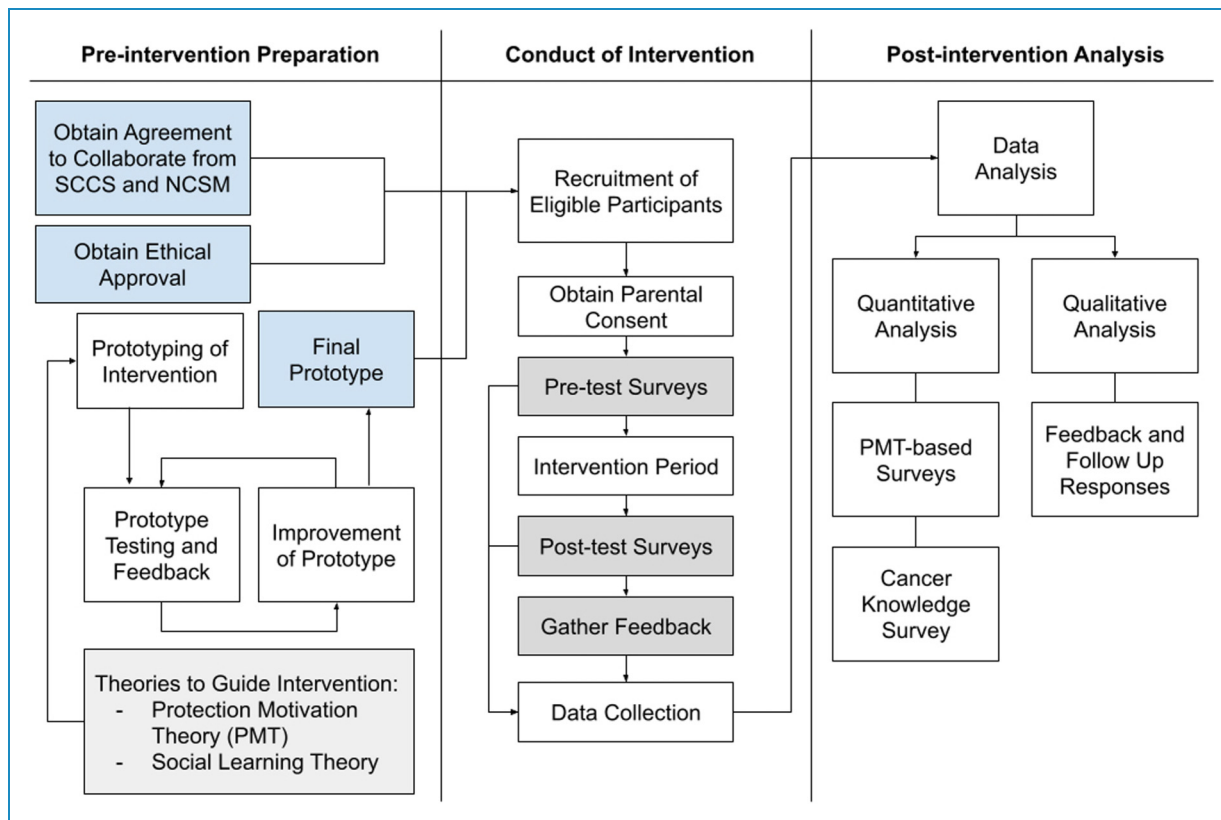 Pre-intervention Preparation
Obtain Agreement
to Collaborate from
SCCS and NCSM
Obtain Ethical
Approval
Prototyping of
Intervention
Final
Prototype
Prototype
Testing and
Feedback
Improvement
of Prototype
Theories to Guide Intervention:
- Protection Motivation
Theory (PMT)
- Social Learning Theory
Conduct of Intervention
Recruitment of
Eligible Participants
Obtain Parental
Consent
Pre-test Surveys
Intervention Period
Post-test Surveys
Gather Feedback
Data Collection
Post-intervention Analysis
Data
Analysis
Quantitative
Analysis
Qualitative
Analysis
PMT-based
Surveys
Feedback and
Follow Up
Responses
Cancer
Knowledge
Survey